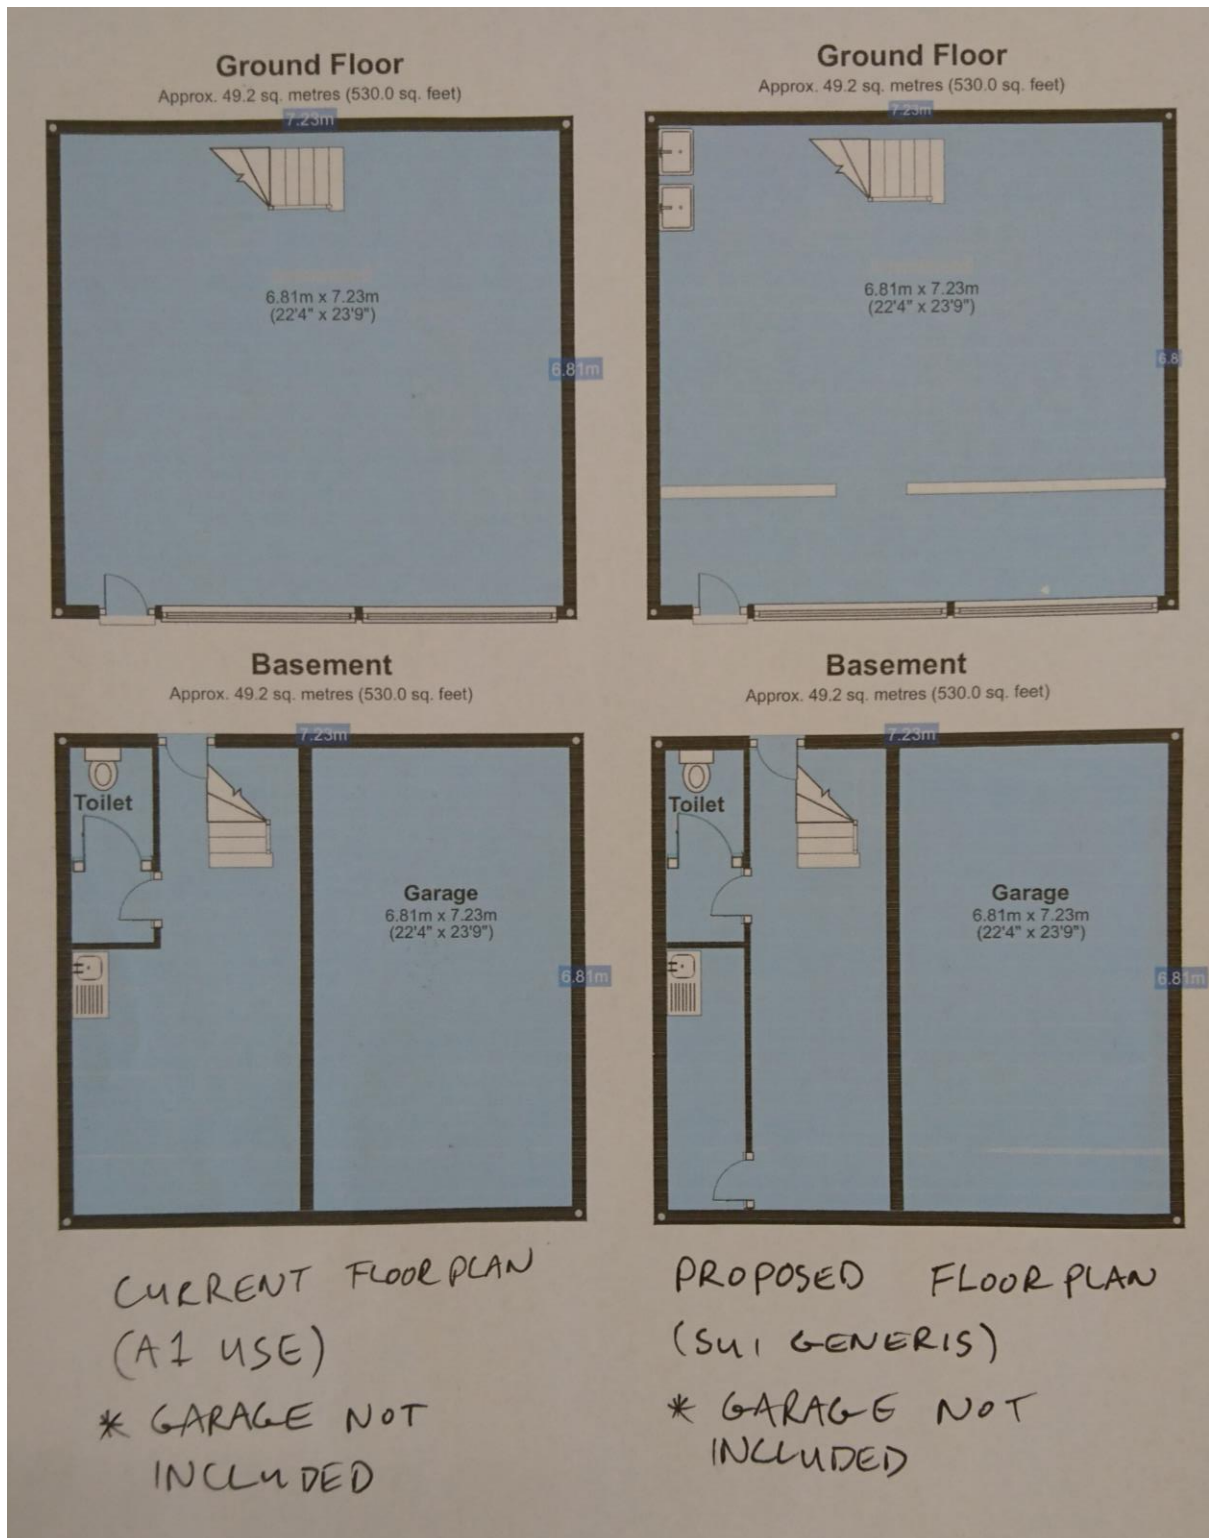 Ground Floor
Approx. 49.2 sq. metres (530.0 sq. feet)
7.23m
6.81m x 7.23m
(22'4" x 23'9")
6.81m
Basement
Approx. 49.2 sq. metres (530.0 sq. feet)
7.23m
Toilet
Garage
6.81m x 7.23m
(22'4" x 23'9")
6.81m
CURRENT FLOORPLAN
(A1 USE)
* GARAGE NOT
INCLUDED
Ground Floor
Approx. 49.2 sq. metres (530.0 sq. feet)
7.23m
6.81m x 7.23m
(22'4" x 23'9")
6.8
Basement
Approx. 49.2 sq. metres (530.0 sq. feet)
7.23m
Toilet
Garage
6.81m x 7.23m
(22'4" x 23'9")
6.81m
PROPOSED FLOORPLAN
(SUI GENERIS)
* GARAGE NOT
INCLUDED